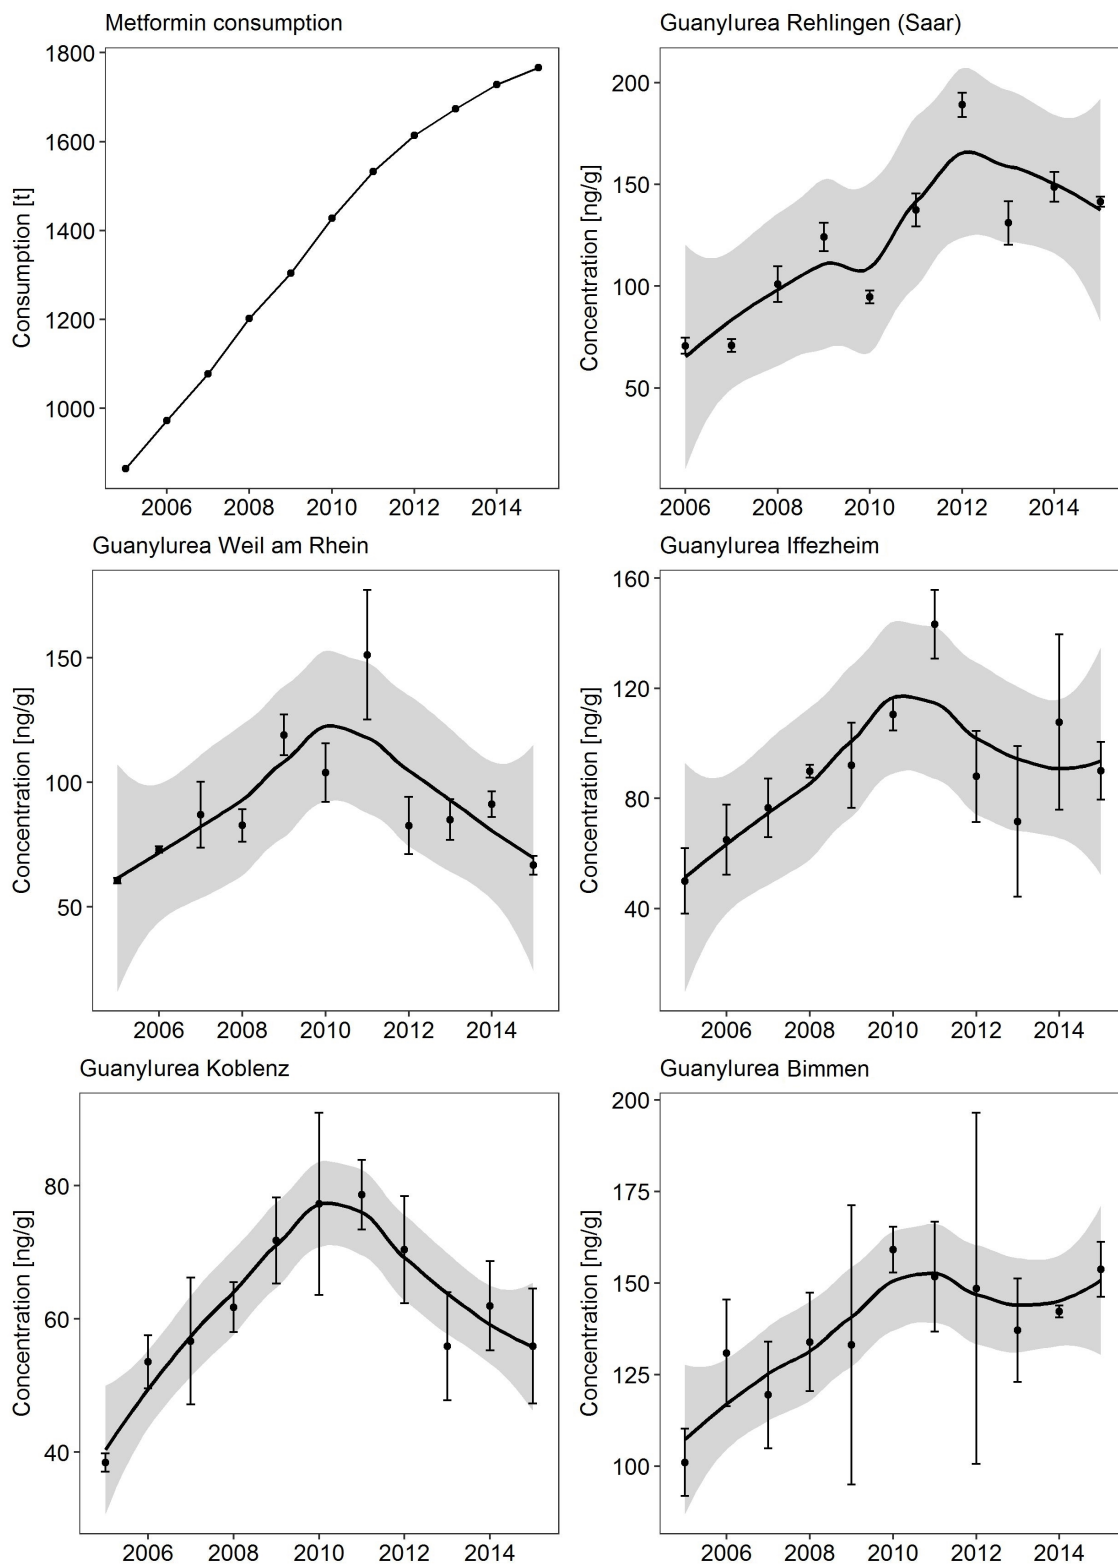 Metformin consumption
Consumption [t]
1800
1600
1400
1200
1000
2006 2008 2010 2012 2014
Guanylurea Rehlingen (Saar)
Concentration [ng/g]
200
150
100
50
2006 2008 2010 2012 2014
Guanylurea Weil am Rhein
Concentration [ng/g]
150
100
50
2006 2008 2010 2012 2014
Guanylurea Iffezheim
Concentration [ng/g]
160
120
80
40
2006 2008 2010 2012 2014
Guanylurea Koblenz
Concentration [ng/g]
80
60
40
2006 2008 2010 2012 2014
Guanylurea Bimmen
Concentration [ng/g]
200
175
150
125
100
2006 2008 2010 2012 2014